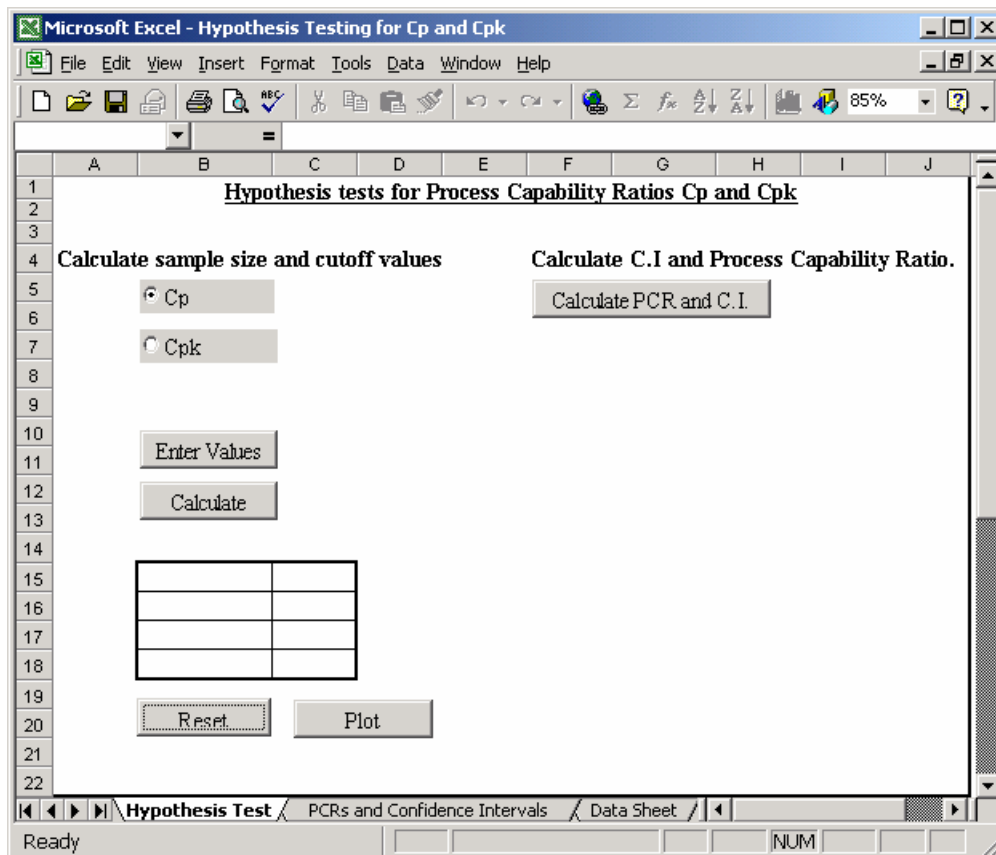 Microsoft Excel - Hypothesis Testing for Cp and Cpk
File Edit View Insert Format Tools Data Window Help
ABC Σ fx A Z Z A 85% ?
=
A B C D E F G H I J
1 Hypothesis tests for Process Capability Ratios Cp and Cpk
2
3
4 Calculate sample size and cutoff values Calculate C.I and Process Capability Ratio.
5 Cp Calculate PCR and C.I.
6
7 Cpk
8
9
10 Enter Values
11
12 Calculate
13
14
15
16
17
18
19
20 Reset Plot
21
22
Hypothesis Test PCRs and Confidence Intervals Data Sheet
Ready NUM